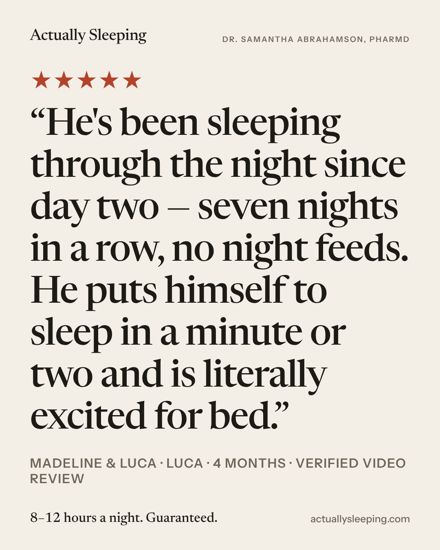 Actually Sleeping
DR. SAMANTHA ABRAHAMSON, PHARMD
“He's been sleeping
through the night since
day two – seven nights
in a row, no night feeds.
He puts himself to
sleep in a minute or
two and is literally
excited for bed.”
MADELINE & LUCA · LUCA · 4 MONTHS · VERIFIED VIDEO
REVIEW
8–12 hours a night. Guaranteed.
actuallysleeping.com